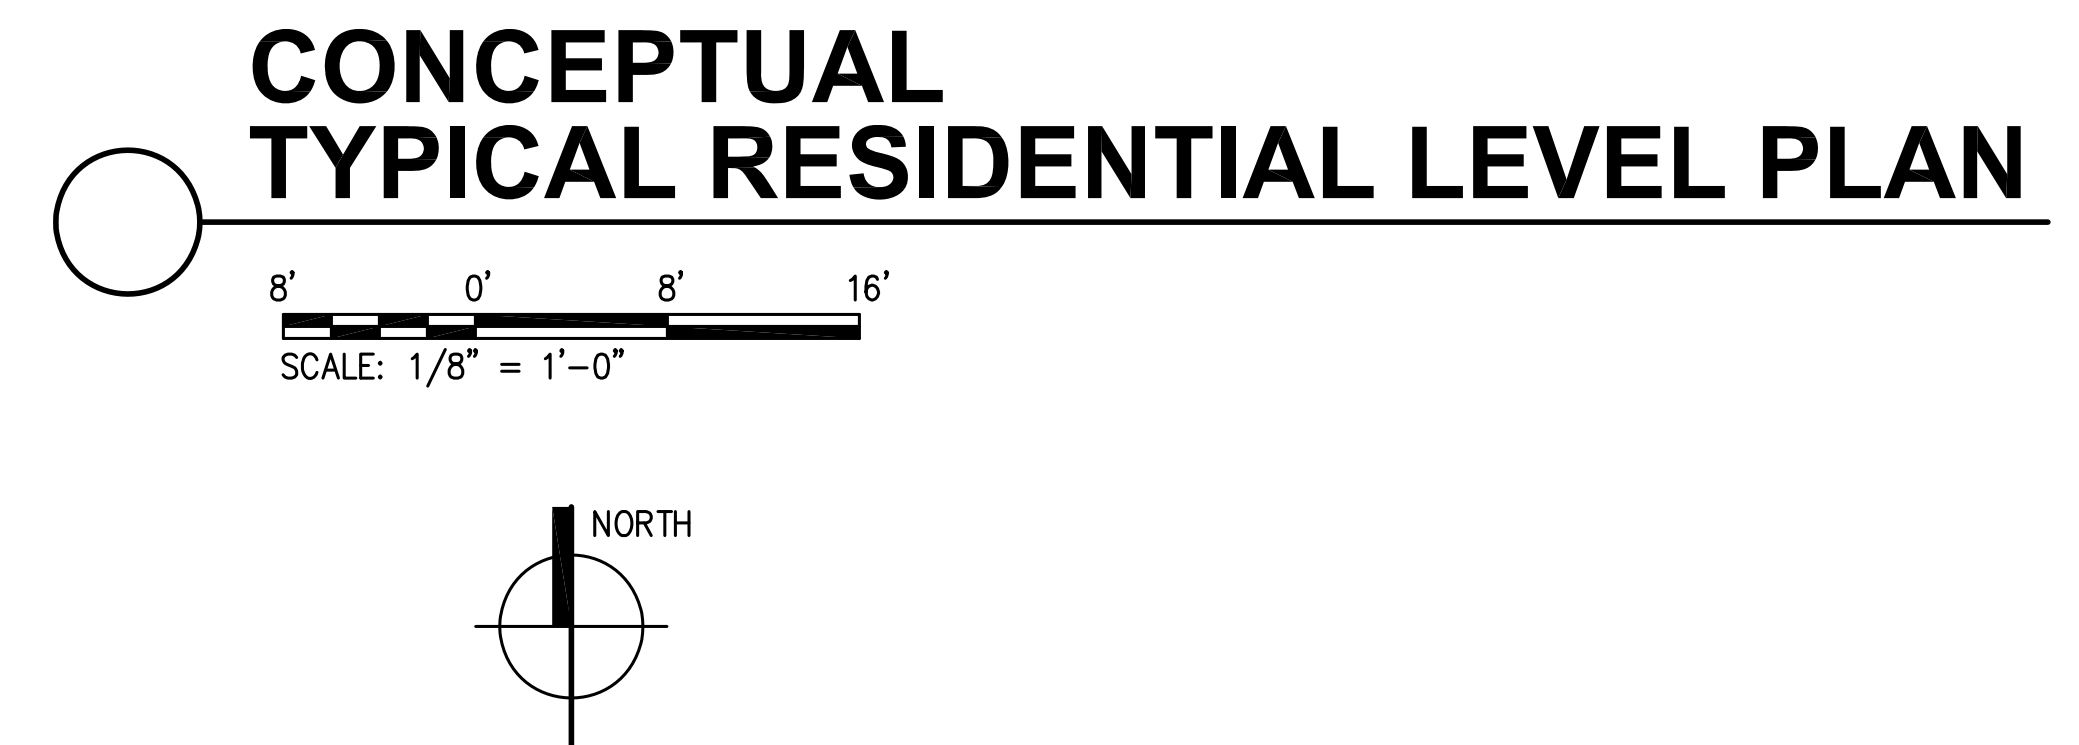 CONCEPTUAL
TYPICAL RESIDENTIAL LEVEL PLAN
8' 0' 8' 16'
SCALE: 1/8" = 1'-0"
NORTH